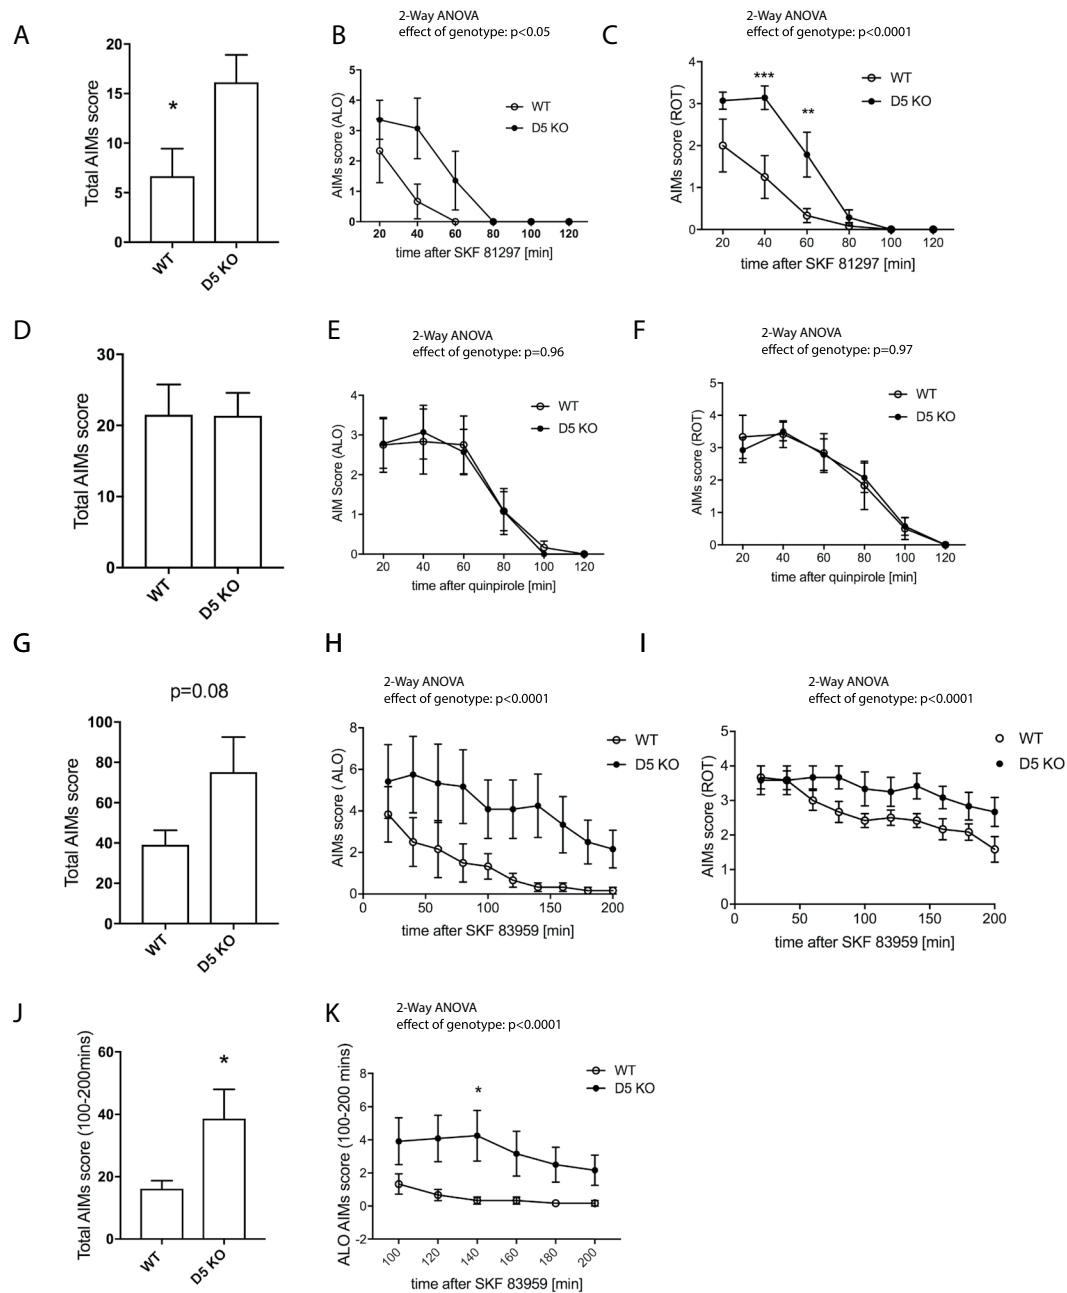 A
Total AIMs score
20
15
10
5
0
*
WT
D5 KO
B
2-Way ANOVA
effect of genotype: p<0.05
AIMs score (ALO)
5
4
3
2
1
0
WT
D5 KO
20 40 60 80 100 120
time after SKF 81297 [min]
C
2-Way ANOVA
effect of genotype: p<0.0001
AIMs score (ROT)
4
3
2
1
0
***
**
WT
D5 KO
20 40 60 80 100 120
time after SKF 81297 [min]
D
Total AIMs score
30
20
10
0
WT
D5 KO
E
2-Way ANOVA
effect of genotype: p=0.96
AIM Score (ALO)
4
3
2
1
0
WT
D5 KO
20 40 60 80 100 120
time after quinpirole [min]
F
2-Way ANOVA
effect of genotype: p=0.97
AIMs score (ROT)
5
4
3
2
1
0
WT
D5 KO
20 40 60 80 100 120
time after quinpirole [min]
G
p=0.08
Total AIMs score
100
80
60
40
20
0
WT
D5 KO
H
2-Way ANOVA
effect of genotype: p<0.0001
AIMs score (ALO)
8
6
4
2
0
WT
D5 KO
0 50 100 150 200
time after SKF 83959 [min]
I
2-Way ANOVA
effect of genotype: p<0.0001
AIMs score (ROT)
5
4
3
2
1
0
WT
D5 KO
0 50 100 150 200
time after SKF 83959 [min]
J
Total AIMs score (100-200mins)
60
40
20
0
*
WT
D5 KO
K
2-Way ANOVA
effect of genotype: p<0.0001
ALO AIMs score (100-200 mins)
8
6
4
2
0
-2
*
WT
D5 KO
100 120 140 160 180 200
time after SKF 83959 [min]